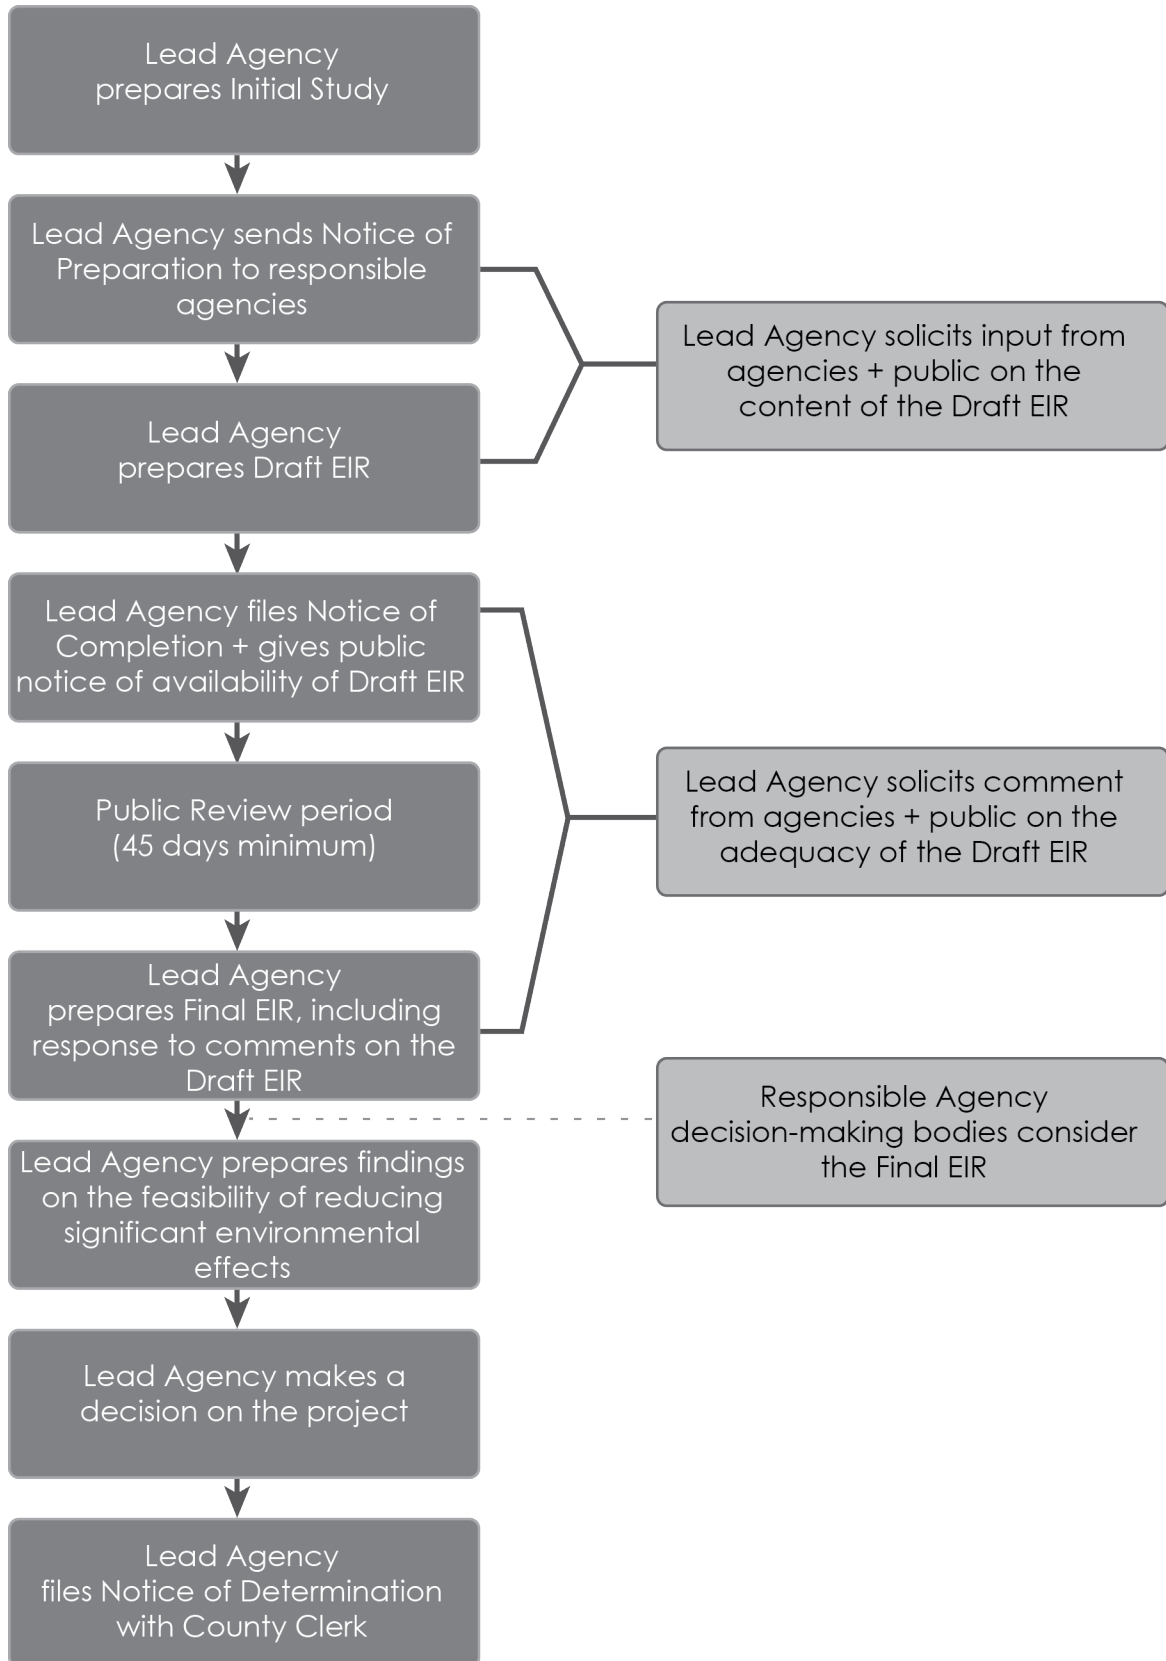 Lead Agency
prepares Initial Study
Lead Agency sends Notice of
Preparation to responsible
agencies
Lead Agency solicits input from
agencies + public on the
content of the Draft EIR
Lead Agency
prepares Draft EIR
Lead Agency files Notice of
Completion + gives public
notice of availability of Draft EIR
Public Review period
(45 days minimum)
Lead Agency solicits comment
from agencies + public on the
adequacy of the Draft EIR
Lead Agency
prepares Final EIR, including
response to comments on the
Draft EIR
Responsible Agency
decision-making bodies consider
the Final EIR
Lead Agency prepares findings
on the feasibility of reducing
significant environmental
effects
Lead Agency makes a
decision on the project
Lead Agency
files Notice of Determination
with County Clerk